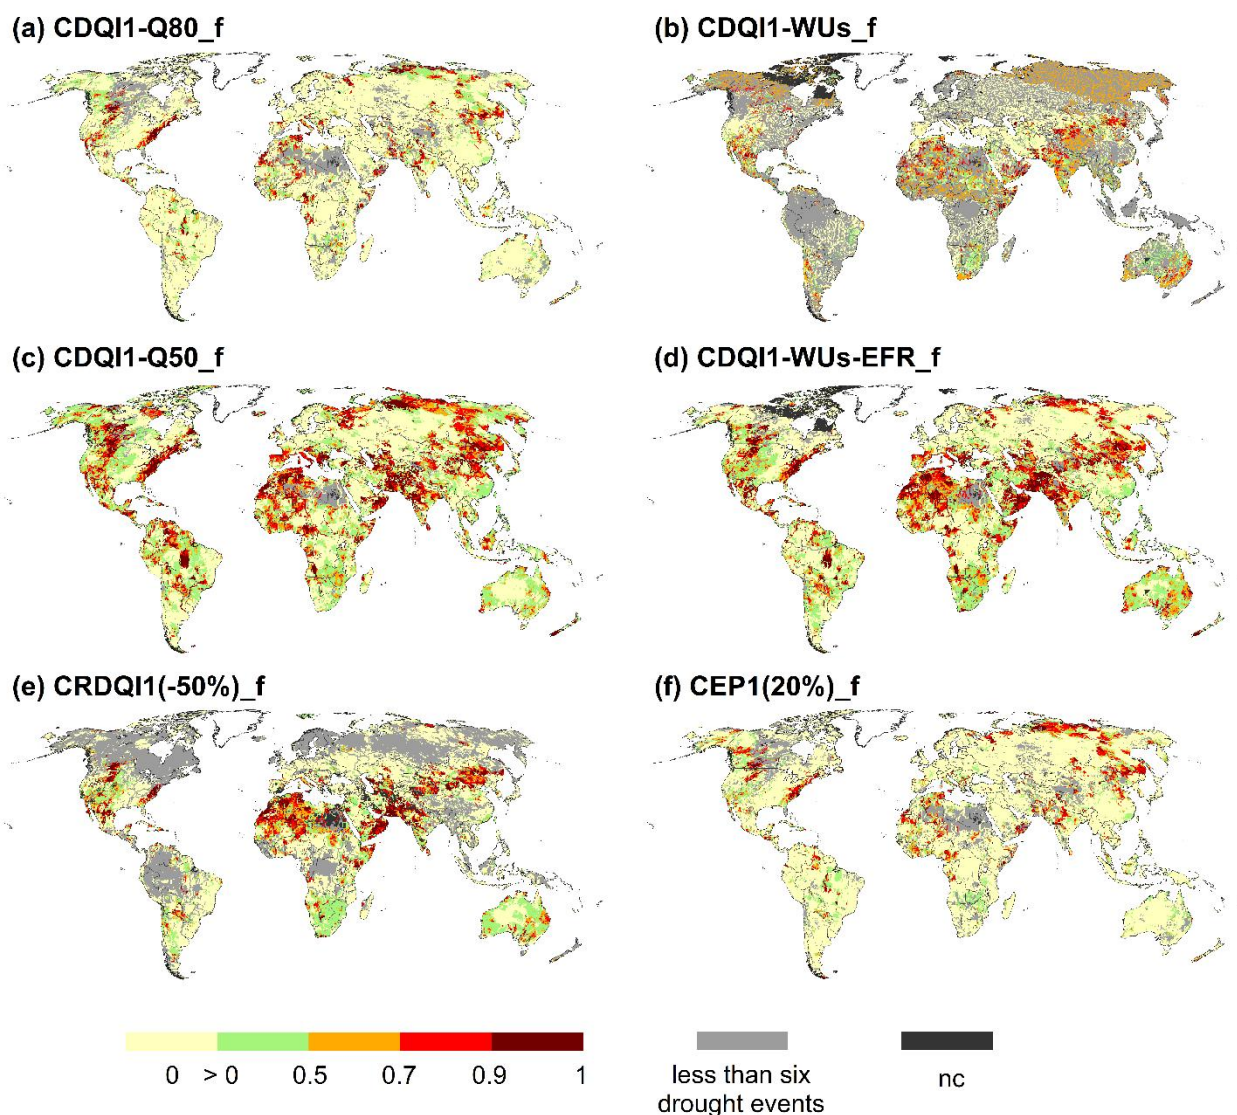 (a) CDQI1-Q80_f
(b) CDQI1-WUs_f
(c) CDQI1-Q50_f
(d) CDQI1-WUs-EFR_f
(e) CRDQI1(-50%)_f
(f) CEP1(20%)_f
0 > 0 0.5 0.7 0.9 1
less than six
drought events
nc